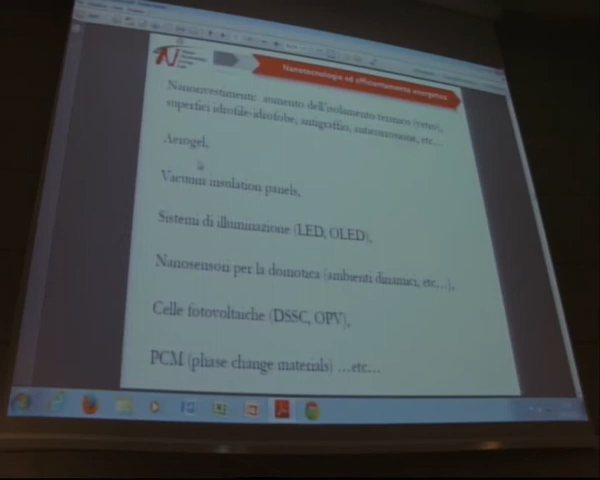 Nanotecnologia ed efficientamento energetico
Nanorivestimenti: aumento dell'isolamento termico (vetro),
superfici idrofile-idrofobe, antigraffio, anticorrosione, etc...
Aerogel,
Vacuum insulation panels,
Sistemi di illuminazione (LED, OLED),
Nanosensori per la domotica (ambienti dinamici, etc...),
Celle fotovoltaiche (DSSC, OPV),
PCM (phase change materials) ...etc...